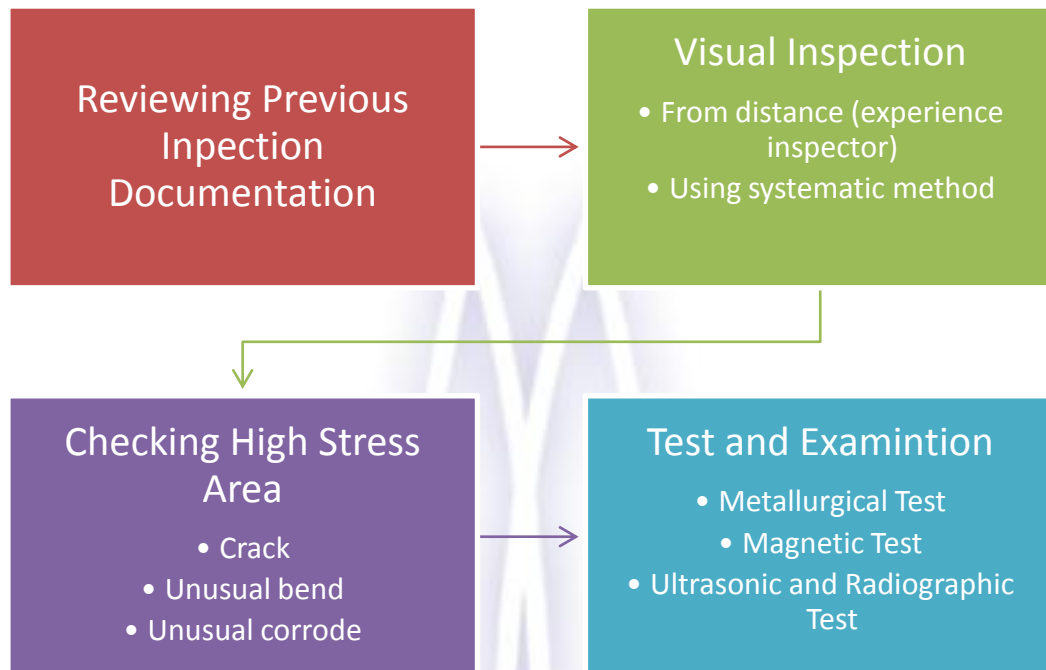 Reviewing Previous
Inpection
Documentation
Visual Inspection
• From distance (experience
inspector)
• Using systematic method
Checking High Stress
Area
• Crack
• Unusual bend
• Unusual corrode
Test and Examintion
• Metallurgical Test
• Magnetic Test
• Ultrasonic and Radiographic
Test